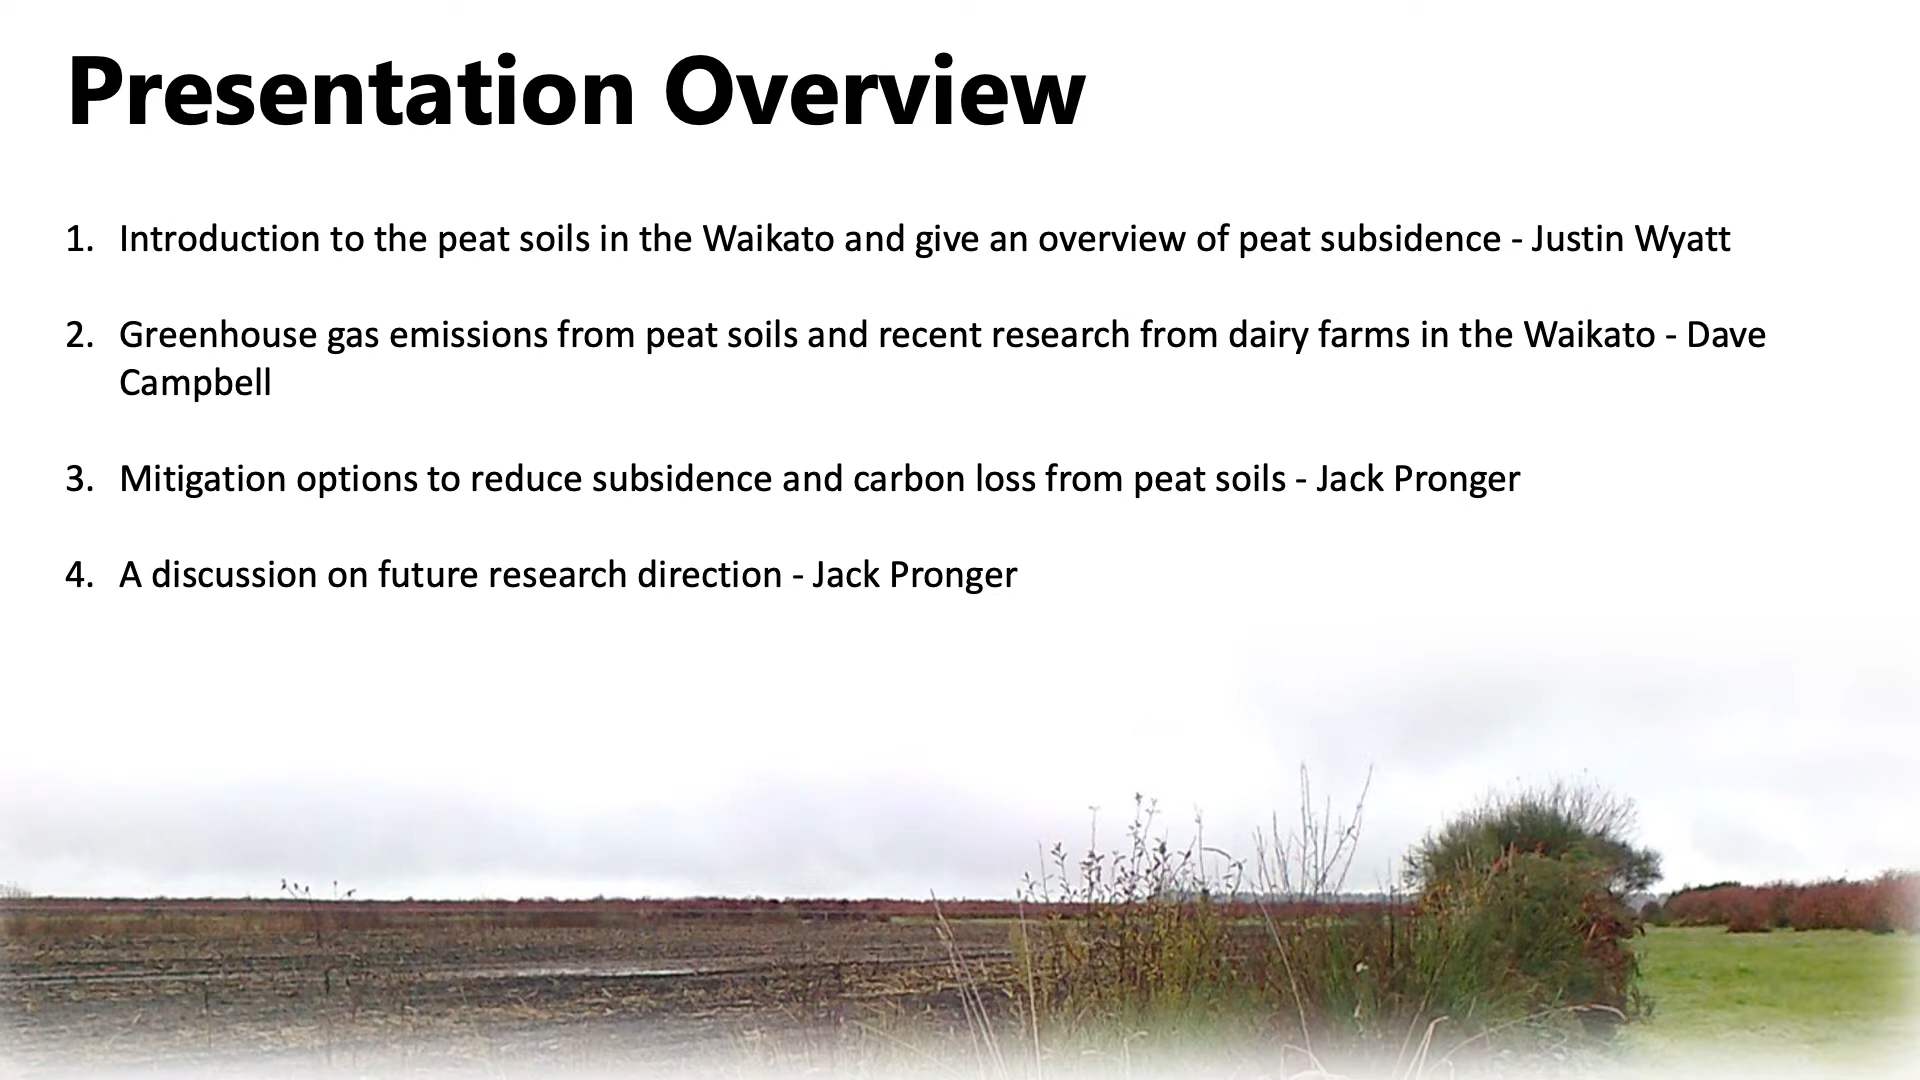 Presentation Overview
1. Introduction to the peat soils in the Waikato and give an overview of peat subsidence - Justin Wyatt
2. Greenhouse gas emissions from peat soils and recent research from dairy farms in the Waikato - Dave
Campbell
3. Mitigation options to reduce subsidence and carbon loss from peat soils - Jack Pronger
4. A discussion on future research direction - Jack Pronger